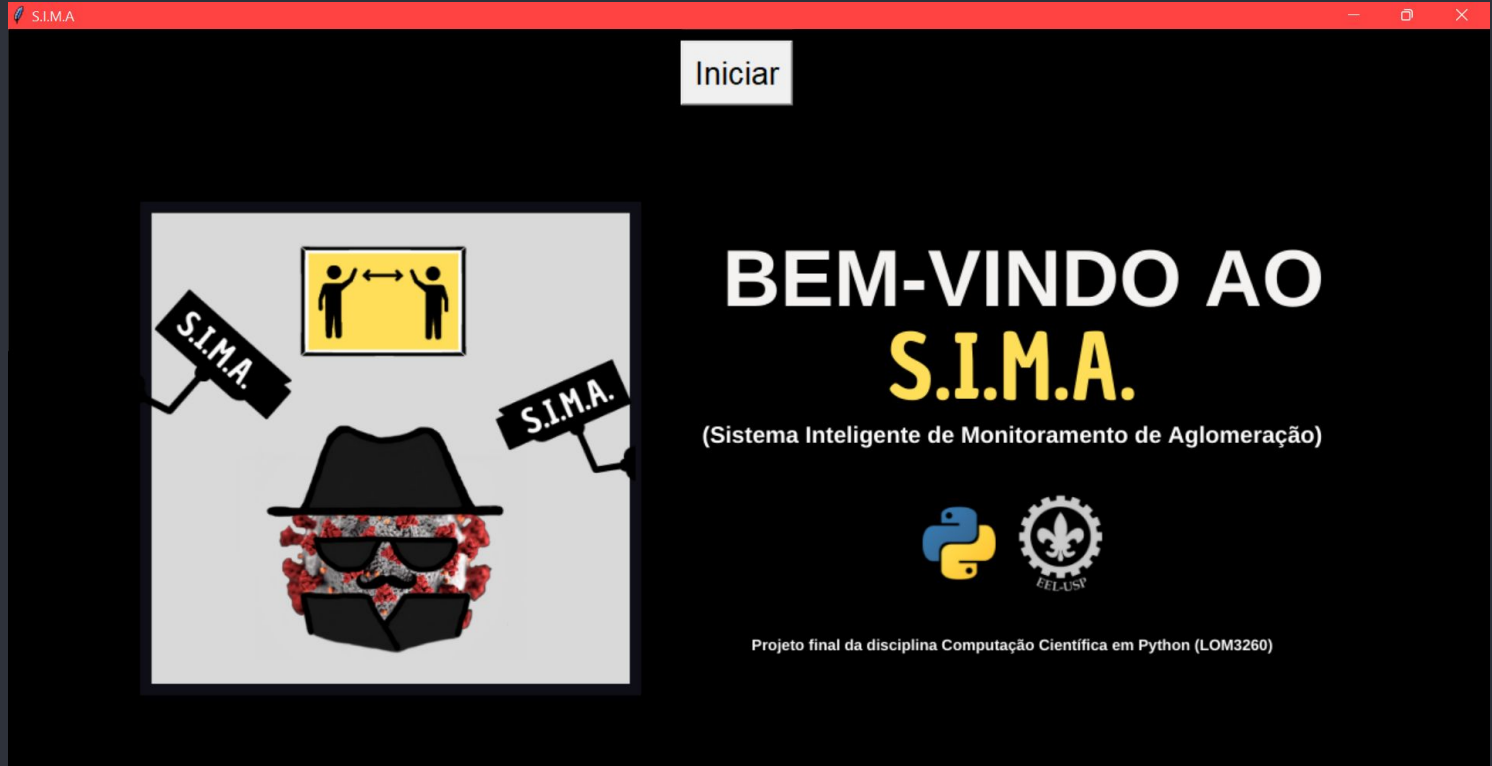 S.I.M.A
Iniciar
S.I.M.A.
S.I.M.A.
BEM-VINDO AO
S.I.M.A.
(Sistema Inteligente de Monitoramento de Aglomeração)
EEL-USP
Projeto final da disciplina Computação Científica em Python (LOM3260)